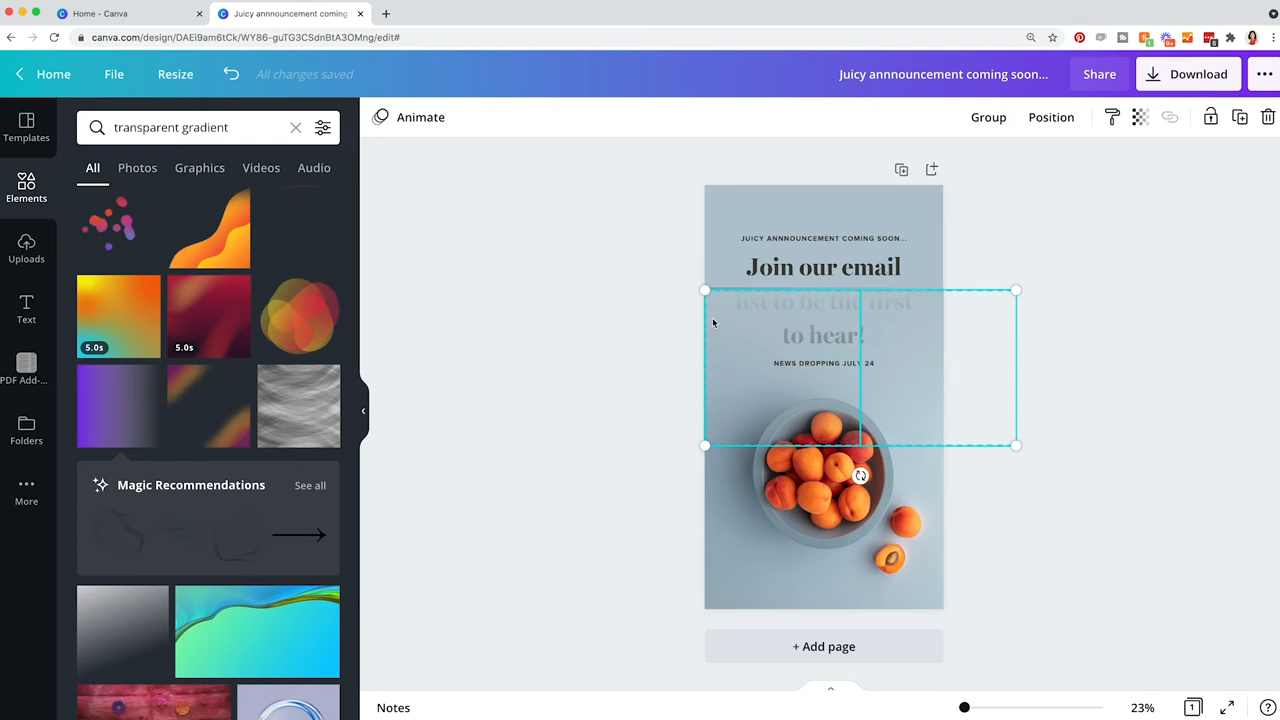 Home - Canva
Juicy annnouncement coming
canva.com/design/DAEi9am6tCk/WY86-guTG3CSdnBtA3OMng/edit#
Home
File
Resize
All changes saved
Juicy annnouncement coming soon...
Share
Download
Templates
Elements
Uploads
Text
PDF Add-...
Folders
More
transparent gradient
All
Photos
Graphics
Videos
Audio
5.0s
5.0s
Magic Recommendations
See all
Animate
Group
Position
JUICY ANNNOUNCEMENT COMING SOON...
Join our email
list to be the first
to hear!
NEWS DROPPING JULY 24
+ Add page
Notes
23%
1